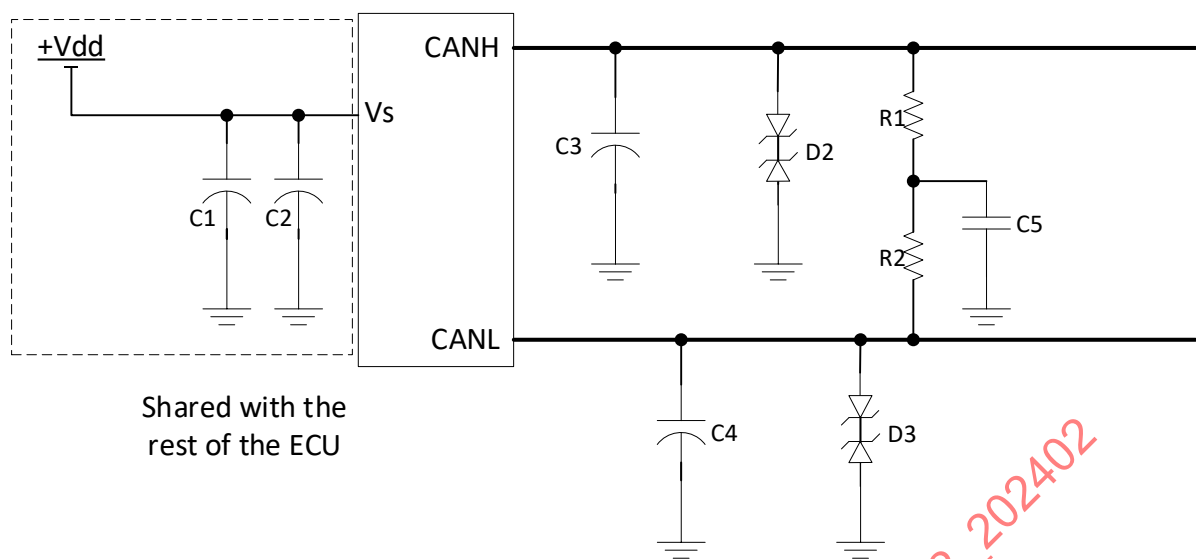 +Vdd
CANH
Vs
C3
D2
R1
C1
C2
C5
R2
CANL
Shared with the
rest of the ECU
C4
D3
_202402